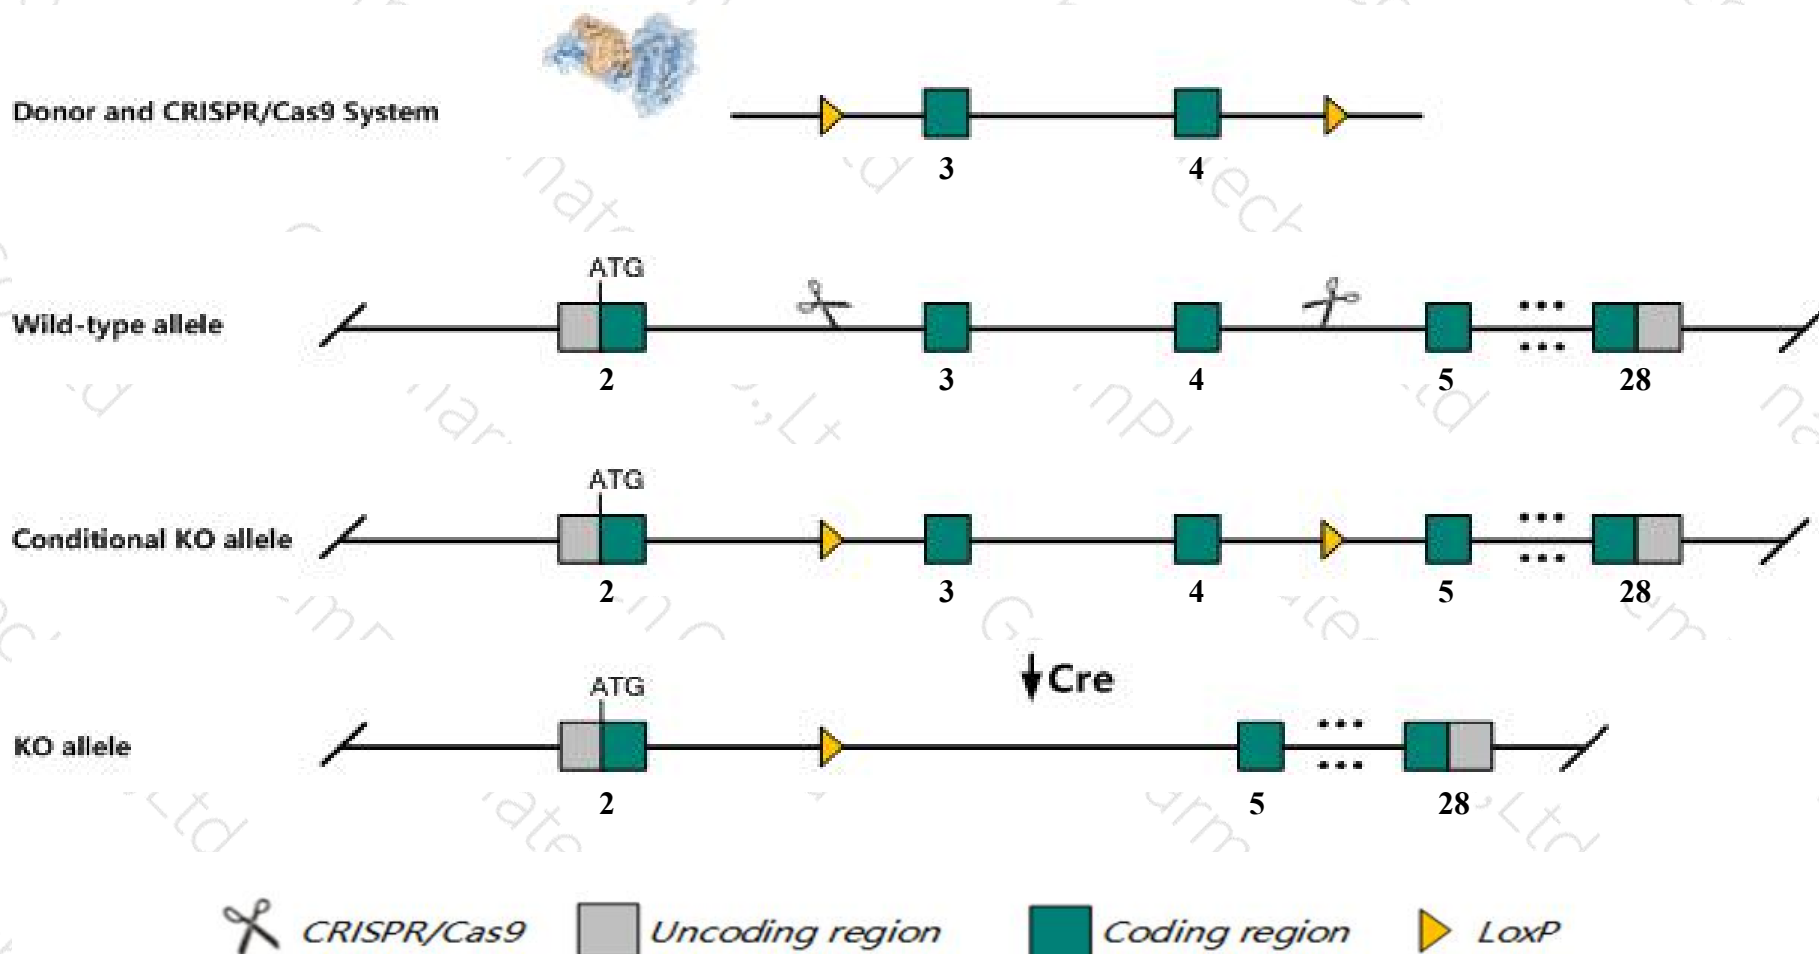 Donor and CRISPR/Cas9 System
3 4
ATG
Wild-type allele
2 3 4 5 28
ATG
Conditional KO allele
2 3 4 5 28
Cre
ATG
KO allele
2 5 28
CRISPR/Cas9 Uncoding region Coding region LoxP